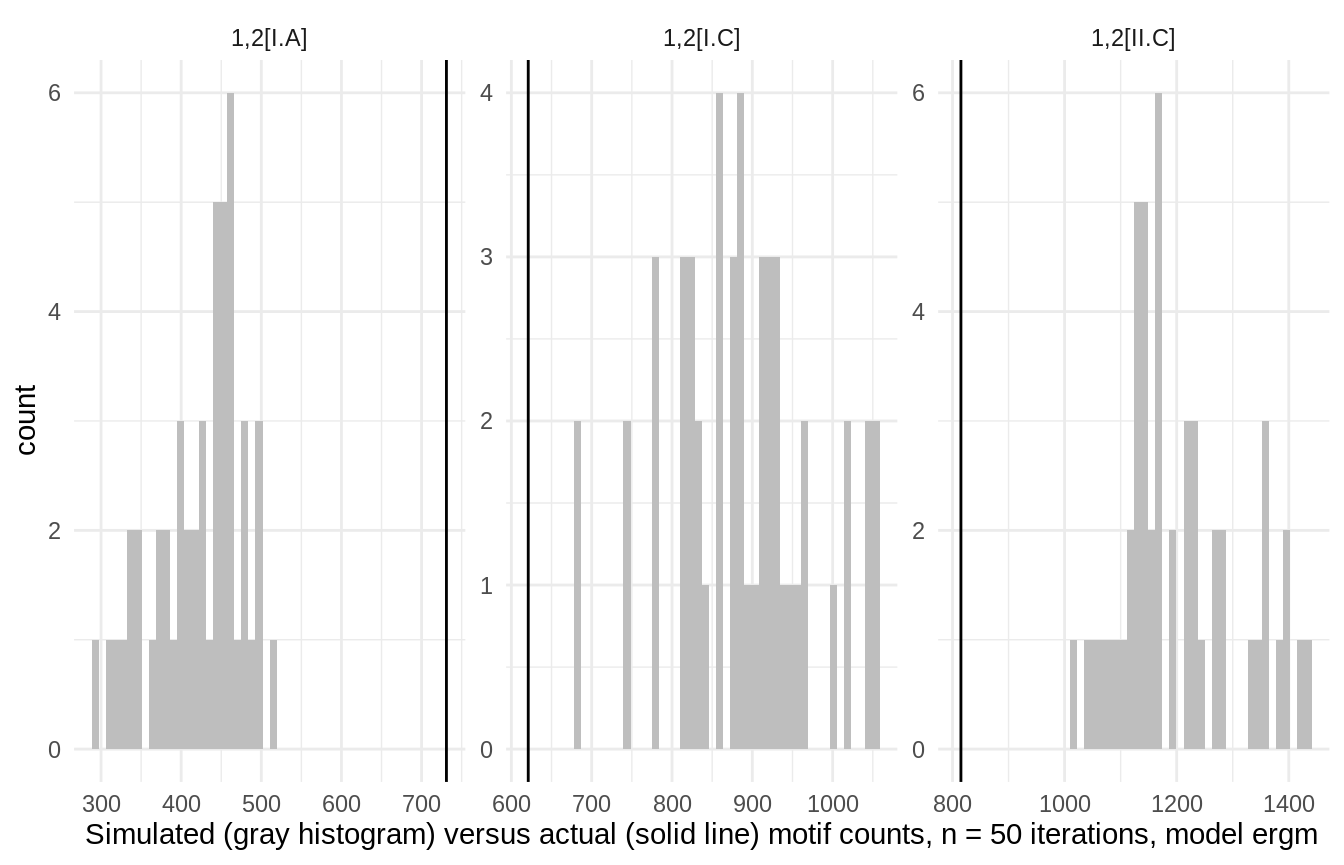 1,2[I.A] 1,2[I.C] 1,2[II.C]
6 4 6
3
4 4
count
2
2 2
1
0 0 0
300 400 500 600 700 600 700 800 900 1000 800 1000 1200 1400
Simulated (gray histogram) versus actual (solid line) motif counts, n = 50 iterations, model ergm